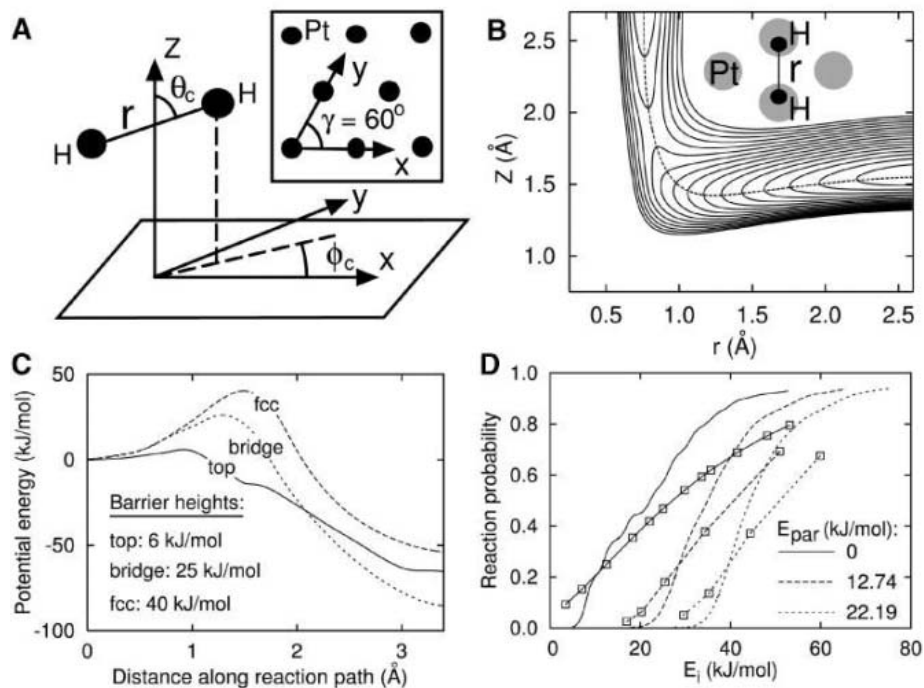 A
Z
θc
H
r
H
y
ϕc
x
Pt
y
γ = 60o
x
B
2.5
2.0
1.5
1.0
Z (Å)
H
Pt
r
H
0.5 1.0 1.5 2.0 2.5
r (Å)
C
50
0
-50
-100
Potential energy
(kJ/mol)
fcc
bridge
top
Barrier heights:
top: 6 kJ/mol
bridge: 25 kJ/mol
fcc: 40 kJ/mol
0 1 2 3
Distance along reaction path (Å)
D
1.0
0.8
0.6
0.4
0.2
0.0
Reaction probability
Epar (kJ/mol):
0
12.74
22.19
0 20 40 60 80
Ei (kJ/mol)